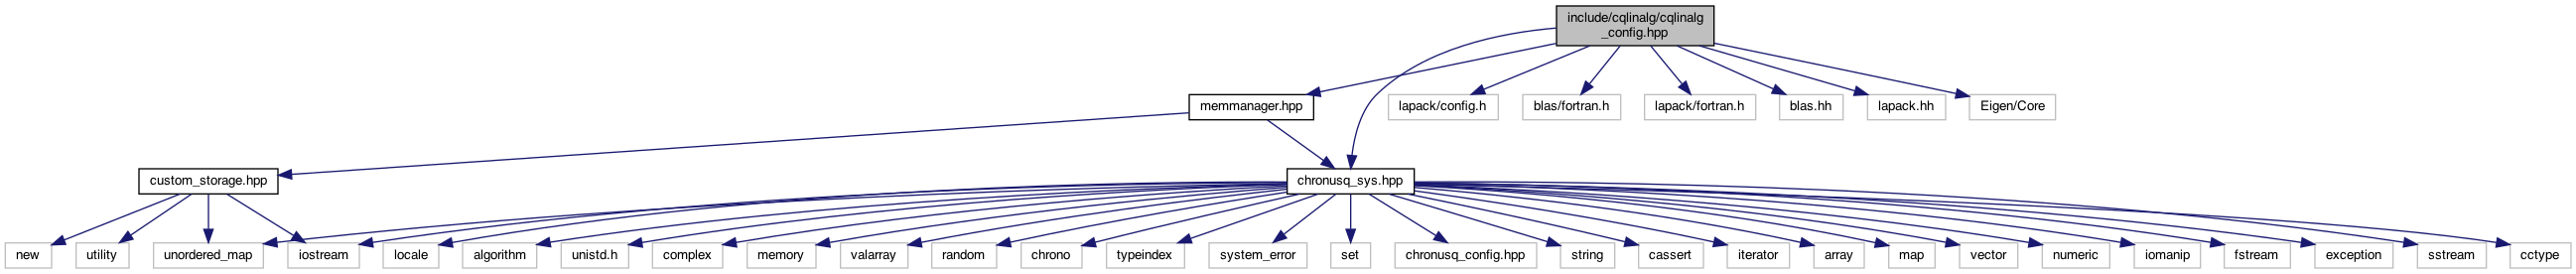 include/cqlinalg/cqlinalg
_config.hpp
memmanager.hpp
lapack/config.h
blas/fortran.h
lapack/fortran.h
blas.hh
lapack.hh
Eigen/Core
custom_storage.hpp
chronusq_sys.hpp
new
utility
unordered_map
iostream
locale
algorithm
unistd.h
complex
memory
valarray
random
chrono
typeindex
system_error
set
chronusq_config.hpp
string
cassert
iterator
array
map
vector
numeric
iomanip
fstream
exception
sstream
cctype